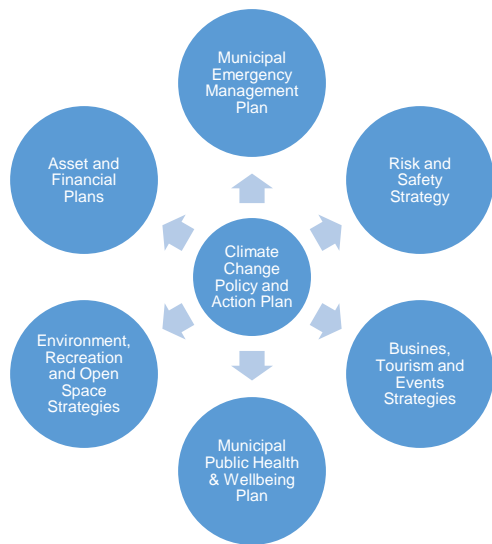 Municipal
Emergency
Management
Plan
Asset and
Financial
Plans
Risk and
Safety
Strategy
Climate
Change
Policy and
Action Plan
Environment,
Recreation
and Open
Space
Strategies
Busines,
Tourism and
Events
Strategies
Municipal
Public Health
& Wellbeing
Plan